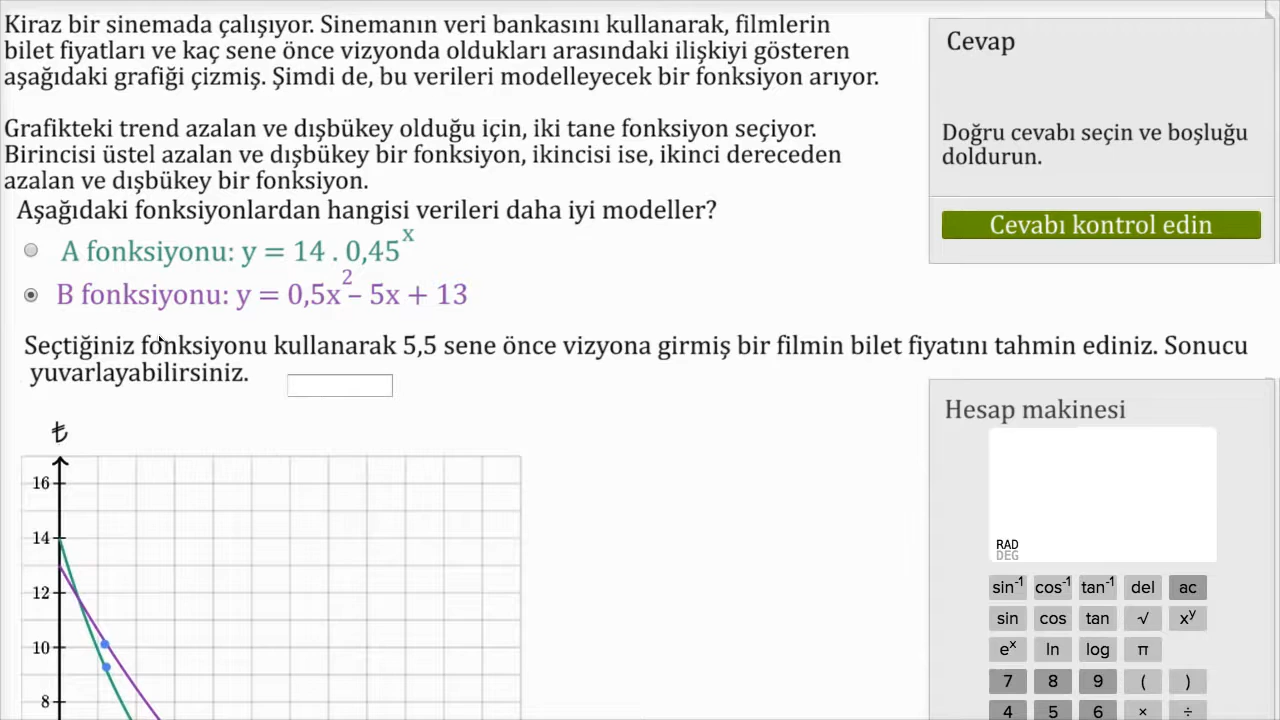 Kiraz bir sinemada çalışıyor. Sinemanın veri bankasını kullanarak, filmlerin
bilet fiyatları ve kaç sene önce vizyonda oldukları arasındaki ilişkiyi gösteren
aşağıdaki grafiği çizmiş. Şimdi de, bu verileri modelleyecek bir fonksiyon arıyor.
Grafikteki trend azalan ve dışbükey olduğu için, iki tane fonksiyon seçiyor.
Birincisi üstel azalan ve dışbükey bir fonksiyon, ikincisi ise, ikinci dereceden
azalan ve dışbükey bir fonksiyon.
Aşağıdaki fonksiyonlardan hangisi verileri daha iyi modeller?
A fonksiyonu: y = 14 . 0,45^x
B fonksiyonu: y = 0,5x^2 – 5x + 13
Seçtiğiniz fonksiyonu kullanarak 5,5 sene önce vizyona girmiş bir filmin bilet fiyatını tahmin ediniz. Sonucu
yuvarlayabilirsiniz.
₺
16
14
12
10
8
Cevap
Doğru cevabı seçin ve boşluğu
doldurun.
Cevabı kontrol edin
Hesap makinesi
RAD
DEG
sin^-1 cos^-1 tan^-1 del ac
sin cos tan √ x^y
e^x ln log π
7 8 9 ( )
4 5 6 × ÷